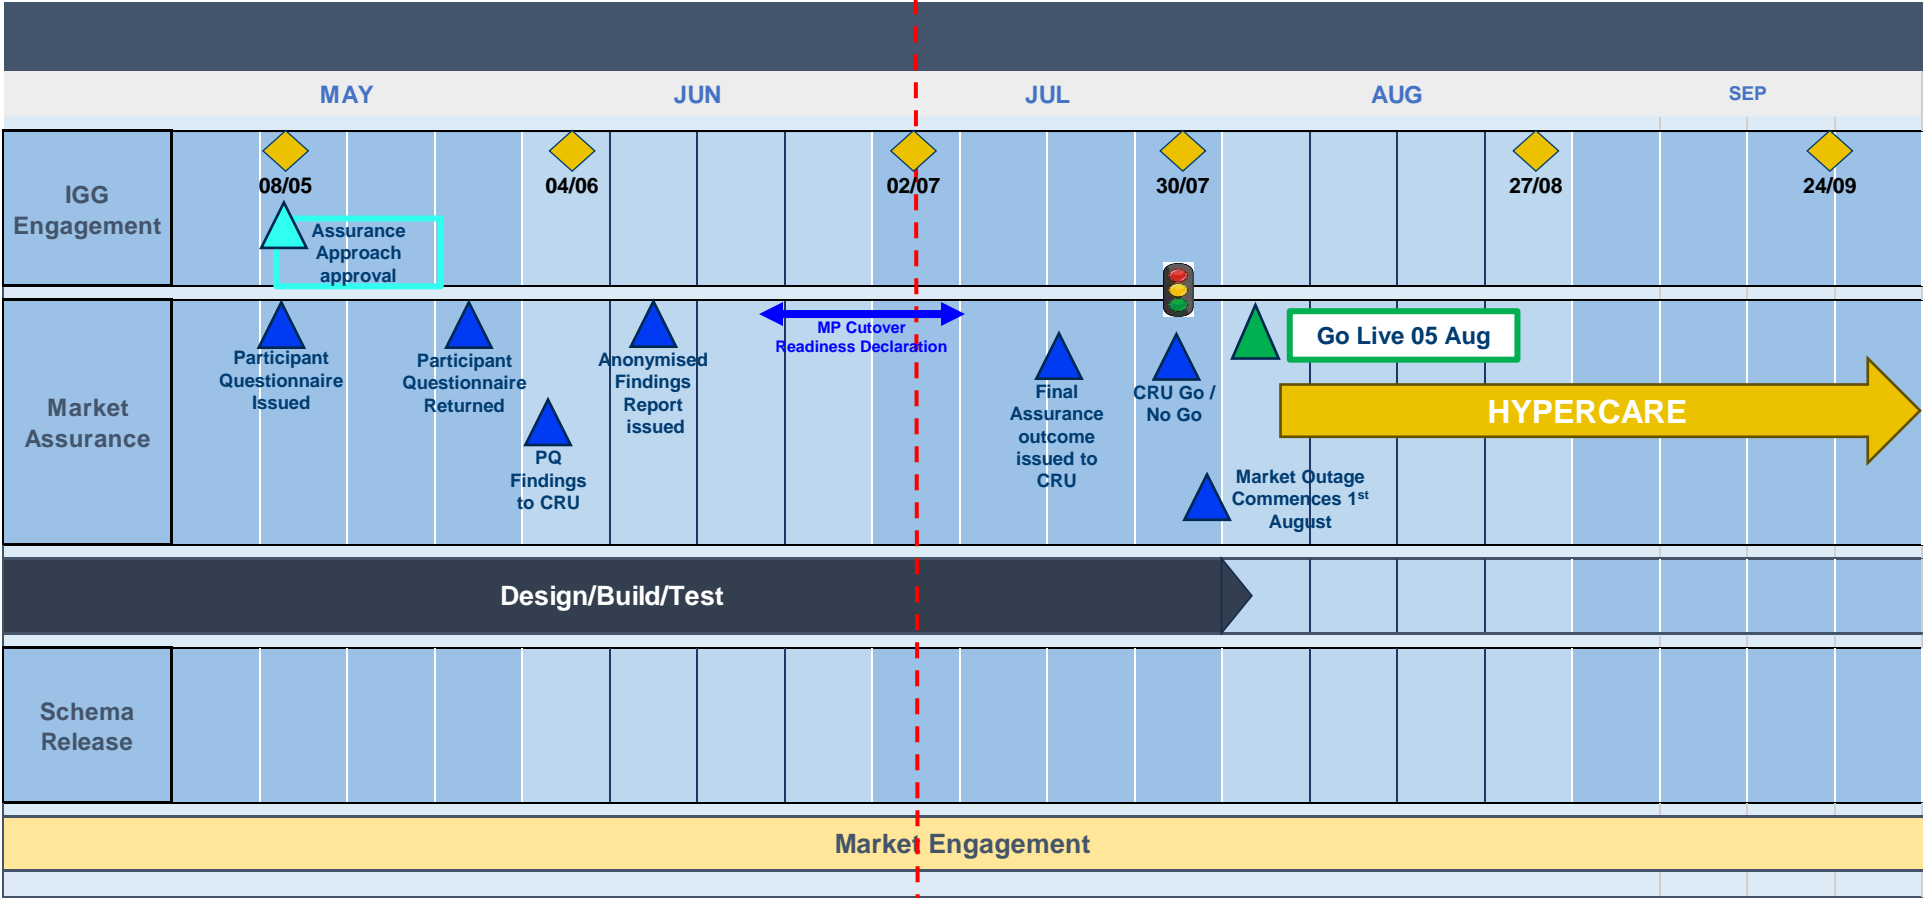 MAY
JUN
JUL
AUG
SEP
IGG
Engagement
08/05
04/06
02/07
30/07
27/08
24/09
Assurance
Approach
approval
Market
Assurance
Participant
Questionnaire
Issued
Participant
Questionnaire
Returned
PQ
Findings
to CRU
Anonymised
Findings
Report
issued
MP Cutover
Readiness Declaration
Final
Assurance
outcome
issued to
CRU
CRU Go /
No Go
Market Outage
Commences 1st
August
Go Live 05 Aug
HYPERCARE
Design/Build/Test
Schema
Release
Market Engagement